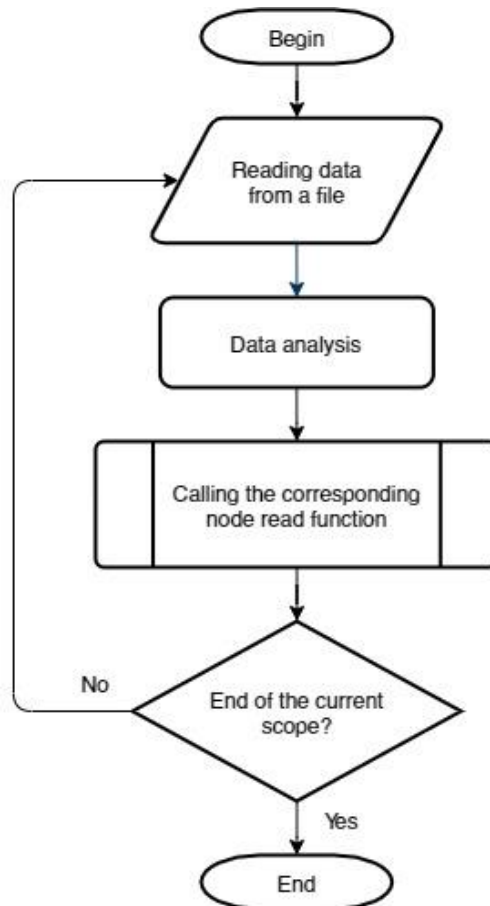 Begin
Reading data
from a file
Data analysis
Calling the corresponding
node read function
End of the current
scope?
No
Yes
End